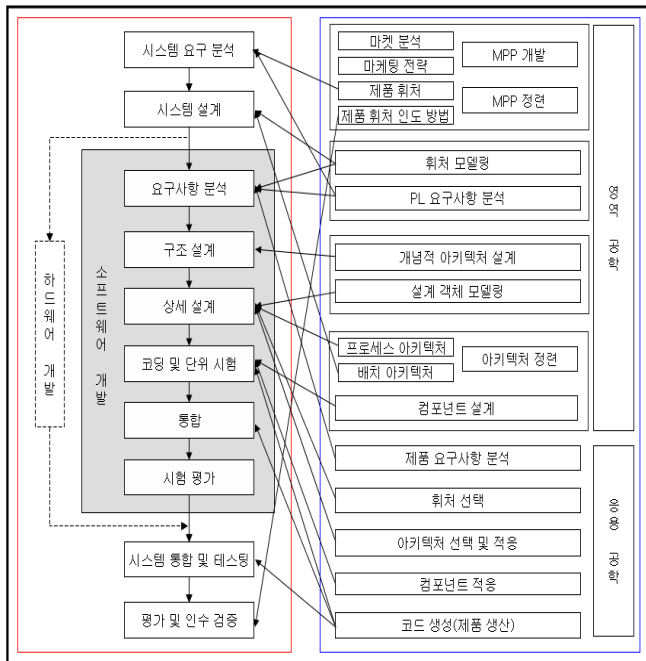 시스템 요구 분석
시스템 설계
요구사항 분석
구조 설계
상세 설계
코딩 및 단위 시험
통합
시험 평가
시스템 통합 및 테스팅
평가 및 인수 검증
하드웨어 개발
소프트웨어 개발
마켓 분석
마케팅 전략
제품 휘처
제품 휘처 인도 방법
MPP 개발
MPP 정련
휘처 모델링
PL 요구사항 분석
개념적 아키텍처 설계
설계 객체 모델링
프로세스 아키텍처
배치 아키텍처
아키텍처 정련
컴포넌트 설계
영역 공학
제품 요구사항 분석
휘처 선택
아키텍처 선택 및 적응
컴포넌트 적응
코드 생성(제품 생산)
응용 공학